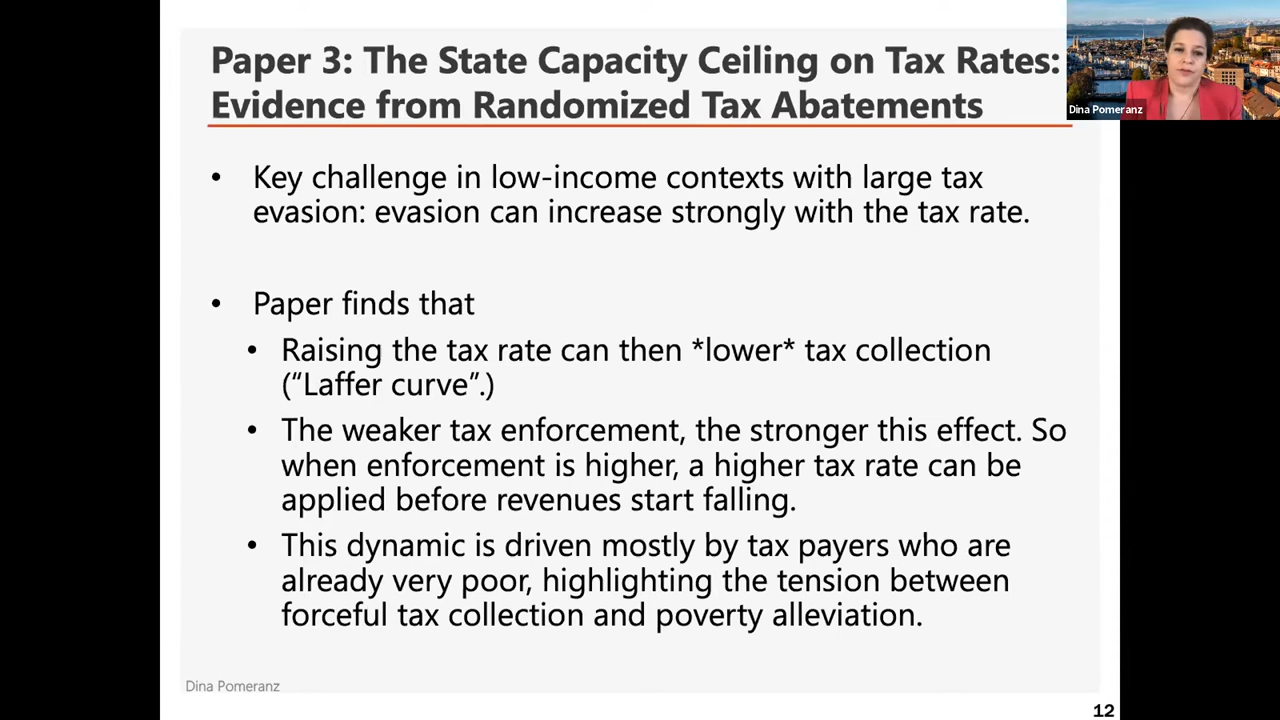 Paper 3: The State Capacity Ceiling on Tax Rates:
Evidence from Randomized Tax Abatements
Dina Pomeranz
• Key challenge in low-income contexts with large tax
evasion: evasion can increase strongly with the tax rate.
• Paper finds that
• Raising the tax rate can then *lower* tax collection
(“Laffer curve”.)
• The weaker tax enforcement, the stronger this effect. So
when enforcement is higher, a higher tax rate can be
applied before revenues start falling.
• This dynamic is driven mostly by tax payers who are
already very poor, highlighting the tension between
forceful tax collection and poverty alleviation.
Dina Pomeranz
12